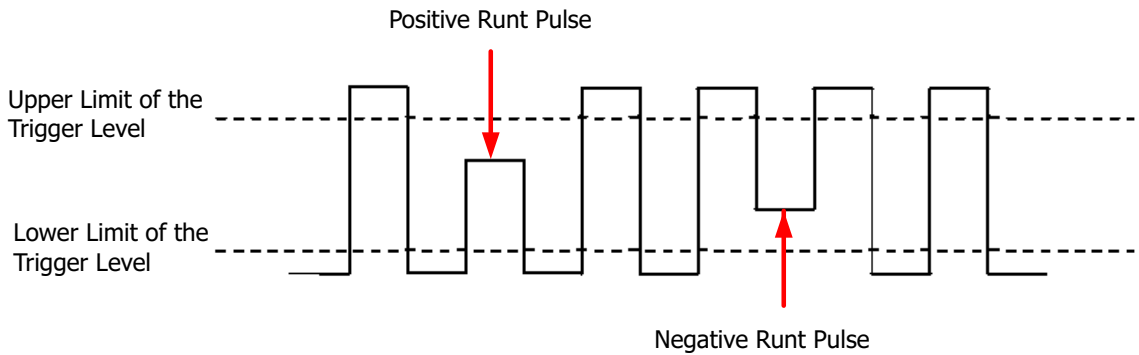 Positive Runt Pulse
Upper Limit of the
Trigger Level
Lower Limit of the
Trigger Level
Negative Runt Pulse